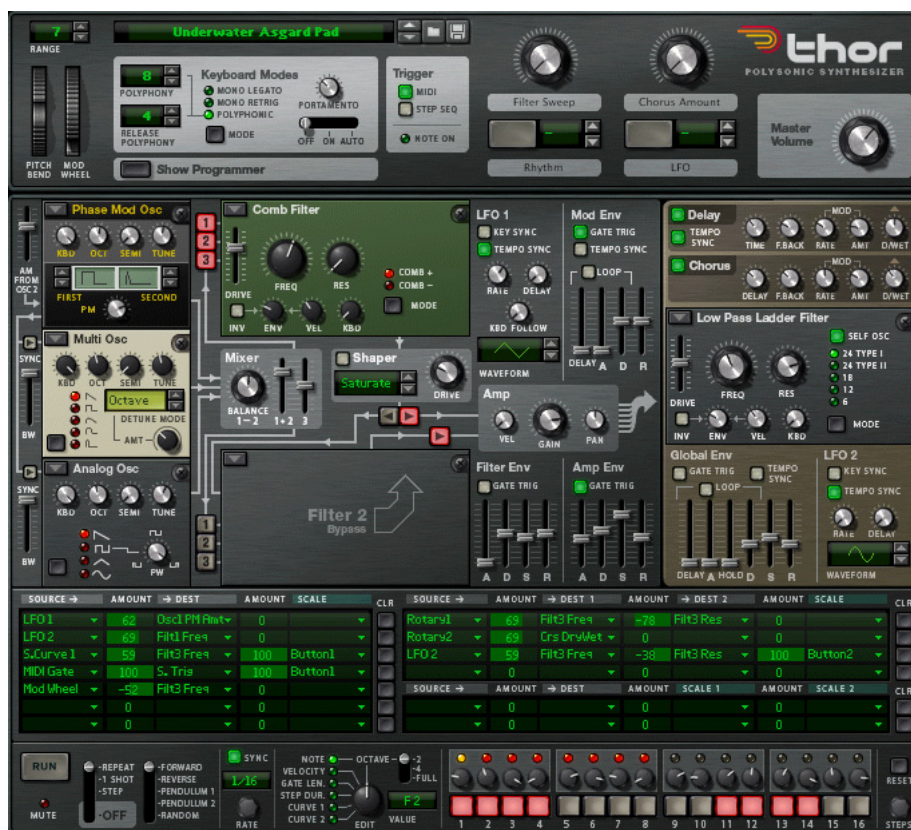 7
RANGE
Underwater Asgard Pad
thor
POLYSONIC SYNTHESIZER
8
POLYPHONY
4
RELEASE POLYPHONY
Keyboard Modes
MONO LEGATO
MONO RETRIG
POLYPHONIC
MODE
PORTAMENTO
OFF ON AUTO
Trigger
MIDI
STEP SEQ
NOTE ON
Filter Sweep
Chorus Amount
Rhythm
LFO
Master Volume
PITCH BEND
MOD WHEEL
Show Programmer
AM FROM OSC 2
Phase Mod Osc
KBD OCT SEMI TUNE
FIRST SECOND
PM
SYNC
BW
Multi Osc
KBD OCT SEMI TUNE
Octave
DETUNE MODE
AMT
SYNC
BW
Analog Osc
KBD OCT SEMI TUNE
PW
1
2
3
Comb Filter
DRIVE
FREQ
RES
COMB +
COMB −
MODE
INV ENV VEL KBD
Mixer
BALANCE
1 – 2
1+2 3
Shaper
Saturate
DRIVE
1
2
3
Filter 2
Bypass
LFO 1
KEY SYNC
TEMPO SYNC
RATE DELAY
KBD FOLLOW
WAVEFORM
Mod Env
GATE TRIG
TEMPO SYNC
LOOP
DELAY A D R
Amp
VEL GAIN PAN
Filter Env
GATE TRIG
A D S R
Amp Env
GATE TRIG
A D S R
Delay
TEMPO SYNC
MOD
TIME F.BACK RATE AMT D/WET
Chorus
MOD
DELAY F.BACK RATE AMT D/WET
Low Pass Ladder Filter
DRIVE
FREQ
RES
SELF OSC
24 TYPE I
24 TYPE II
18
12
6
MODE
INV ENV VEL KBD
Global Env
GATE TRIG
TEMPO SYNC
LOOP
DELAY A HOLD D S R
LFO 2
KEY SYNC
TEMPO SYNC
RATE DELAY
WAVEFORM
SOURCE → AMOUNT → DEST AMOUNT SCALE CLR
LFO 1 62 Osc1 PM Amt 0
LFO 2 69 Filt1 Freq 0
S.Curve 1 59 Filt3 Freq 100 Button1
MIDI Gate 100 S. Trig 100 Button1
Mod Wheel -52 Filt3 Freq 0
0 0
0 0
SOURCE → AMOUNT → DEST 1 AMOUNT → DEST 2 AMOUNT SCALE CLR
Rotary1 69 Filt3 Freq -78 Filt3 Res 0
Rotary2 69 Crs DryWet 0 0
LFO 2 59 Filt3 Freq -38 Filt3 Res 100 Button2
0 0 0
SOURCE → AMOUNT → DEST AMOUNT SCALE 1 AMOUNT SCALE 2 CLR
0 0 0
0 0 0
RUN
MUTE
-REPEAT
-1 SHOT
-STEP
-OFF
-FORWARD
-REVERSE
-PENDULUM 1
-PENDULUM 2
-RANDOM
SYNC
1/16
RATE
NOTE
VELOCITY
GATE LEN.
STEP DUR.
CURVE 1
CURVE 2
EDIT
OCTAVE
-2
-4
-FULL
F 2
VALUE
1 2 3 4 5 6 7 8 9 10 11 12 13 14 15 16
RESET
STEPS